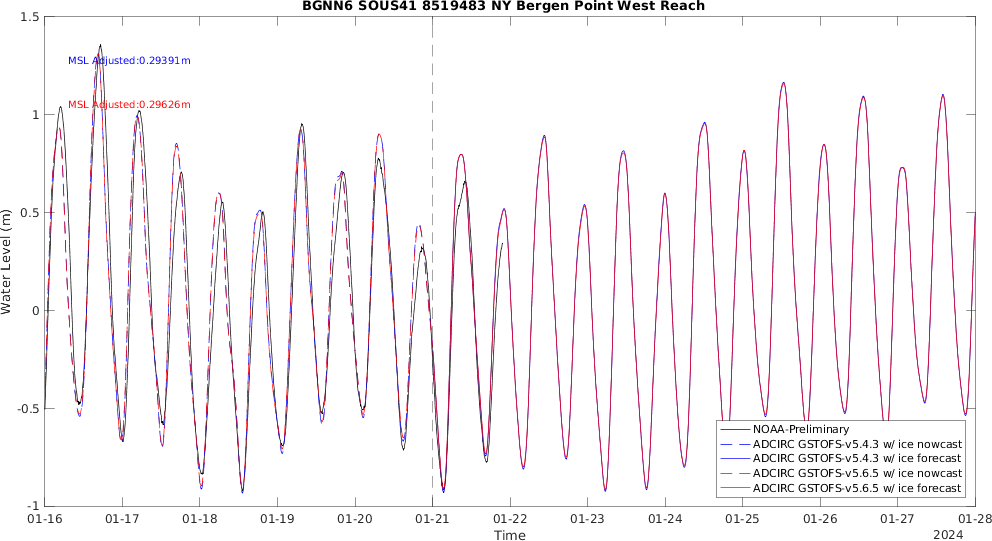 BGNN6 SOUS41 8519483 NY Bergen Point West Reach
1.5
MSL Adjusted:0.29391m
MSL Adjusted:0.29626m
1
0.5
0
-0.5
-1
Water Level (m)
NOAA-Preliminary
ADCIRC GSTOFS-v5.4.3 w/ ice nowcast
ADCIRC GSTOFS-v5.4.3 w/ ice forecast
ADCIRC GSTOFS-v5.6.5 w/ ice nowcast
ADCIRC GSTOFS-v5.6.5 w/ ice forecast
01-16 01-17 01-18 01-19 01-20 01-21 01-22 01-23 01-24 01-25 01-26 01-27 01-28
Time
2024